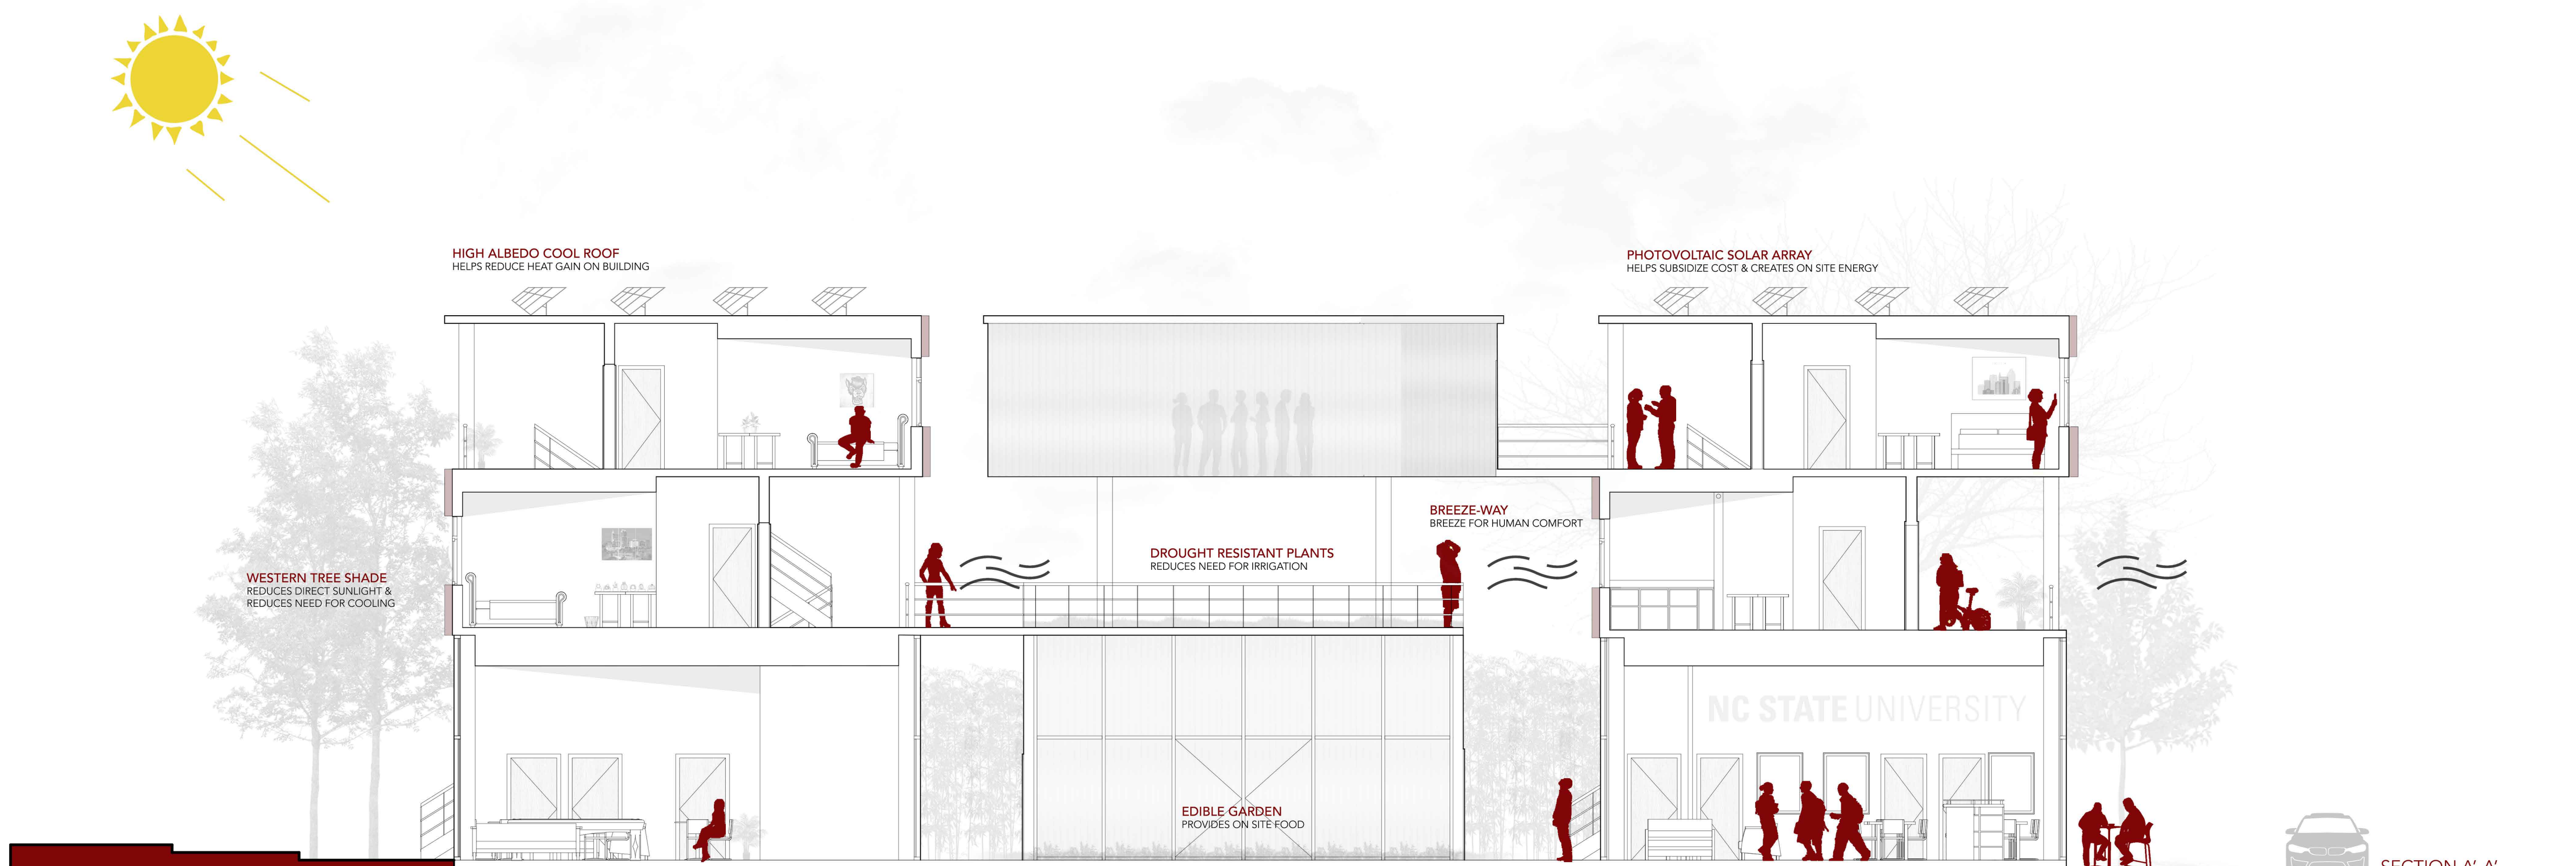 HIGH ALBEDO COOL ROOF
HELPS REDUCE HEAT GAIN ON BUILDING
PHOTOVOLTAIC SOLAR ARRAY
HELPS SUBSIDIZE COST & CREATES ON SITE ENERGY
BREEZE-WAY
BREEZE FOR HUMAN COMFORT
DROUGHT RESISTANT PLANTS
REDUCES NEED FOR IRRIGATION
WESTERN TREE SHADE
REDUCES DIRECT SUNLIGHT &
REDUCES NEED FOR COOLING
NC STATE UNIVERSITY
EDIBLE GARDEN
PROVIDES ON SITE FOOD
SECTION A'-A'